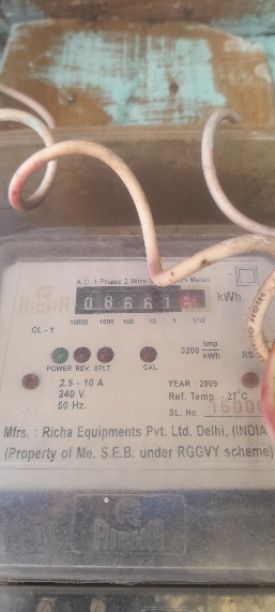 A.C. 1 Phase 2 Wire
RICHA
08661
kWh
10000 1000 100 10 1 1/10
CL - 1
3200 Imp/kWh
RS
POWER REV. EFLT CAL
2.5 - 10 A
240 V.
50 Hz.
YEAR : 2009
Ref. Temp -27°C
SL. No. 16000
Mfrs. : Richa Equipments Pvt. Ltd. Delhi, (INDIA
(Property of Me. S.E.B. under RGGVY scheme)
RICHA